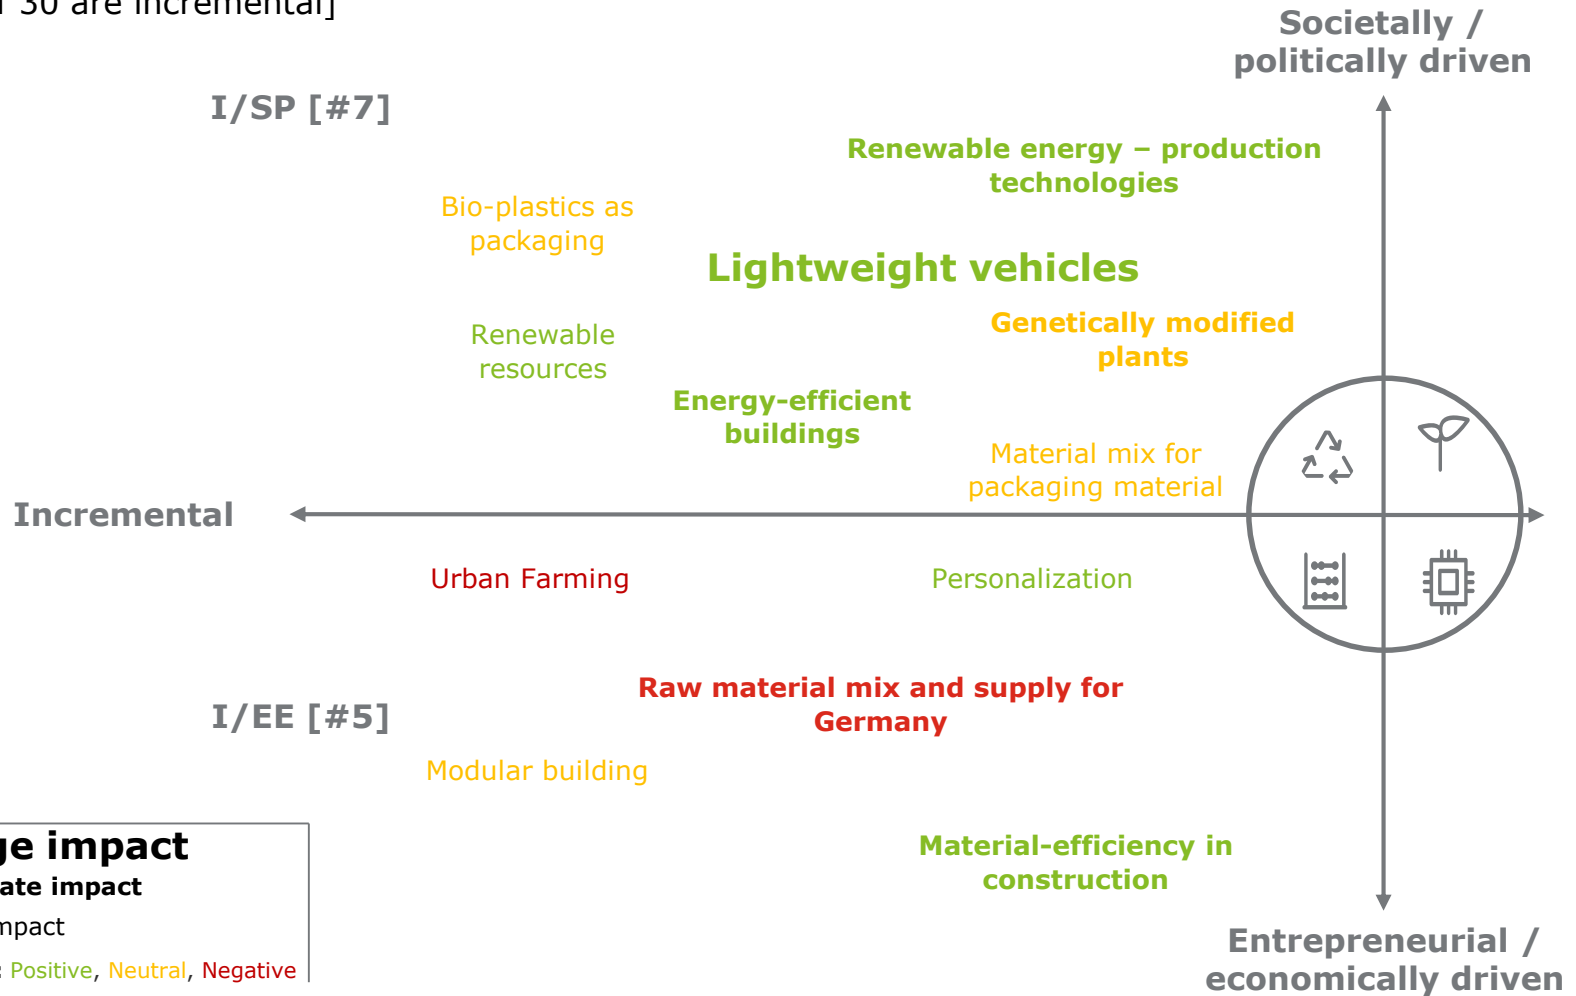 30 are incremental]
Societally /
politically driven
I/SP [#7]
Renewable energy – production
technologies
Bio-plastics as
packaging
Lightweight vehicles
Renewable
resources
Genetically modified
plants
Energy-efficient
buildings
Material mix for
packaging material
Incremental
Urban Farming
Personalization
Raw material mix and supply for
Germany
I/EE [#5]
Modular building
Material-efficiency in
construction
impact
impact
Positive, Neutral, Negative
Entrepreneurial /
economically driven